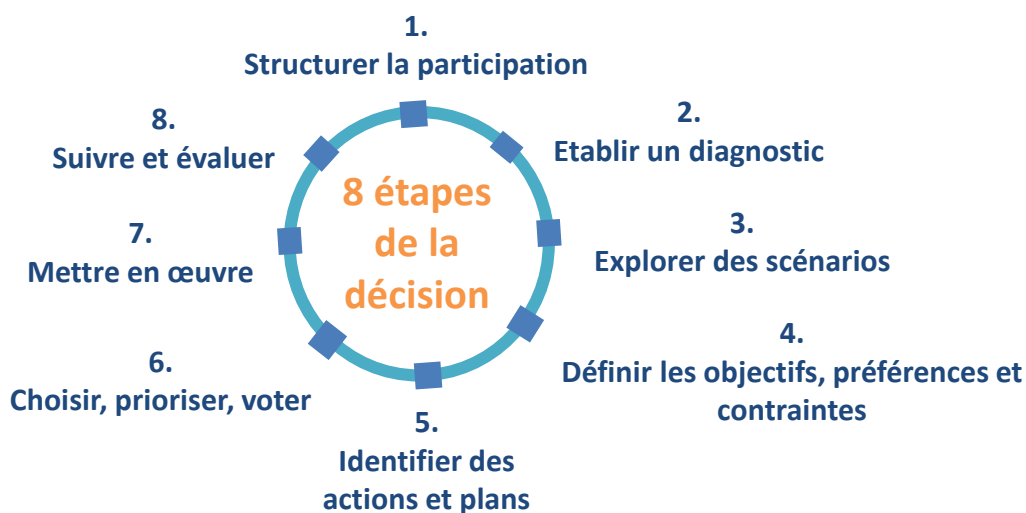 1.
Structurer la participation
2.
Etablir un diagnostic
3.
Explorer des scénarios
4.
Définir les objectifs, préférences et
contraintes
5.
Identifier des
actions et plans
6.
Choisir, prioriser, voter
7.
Mettre en œuvre
8.
Suivre et évaluer
8 étapes
de la
décision